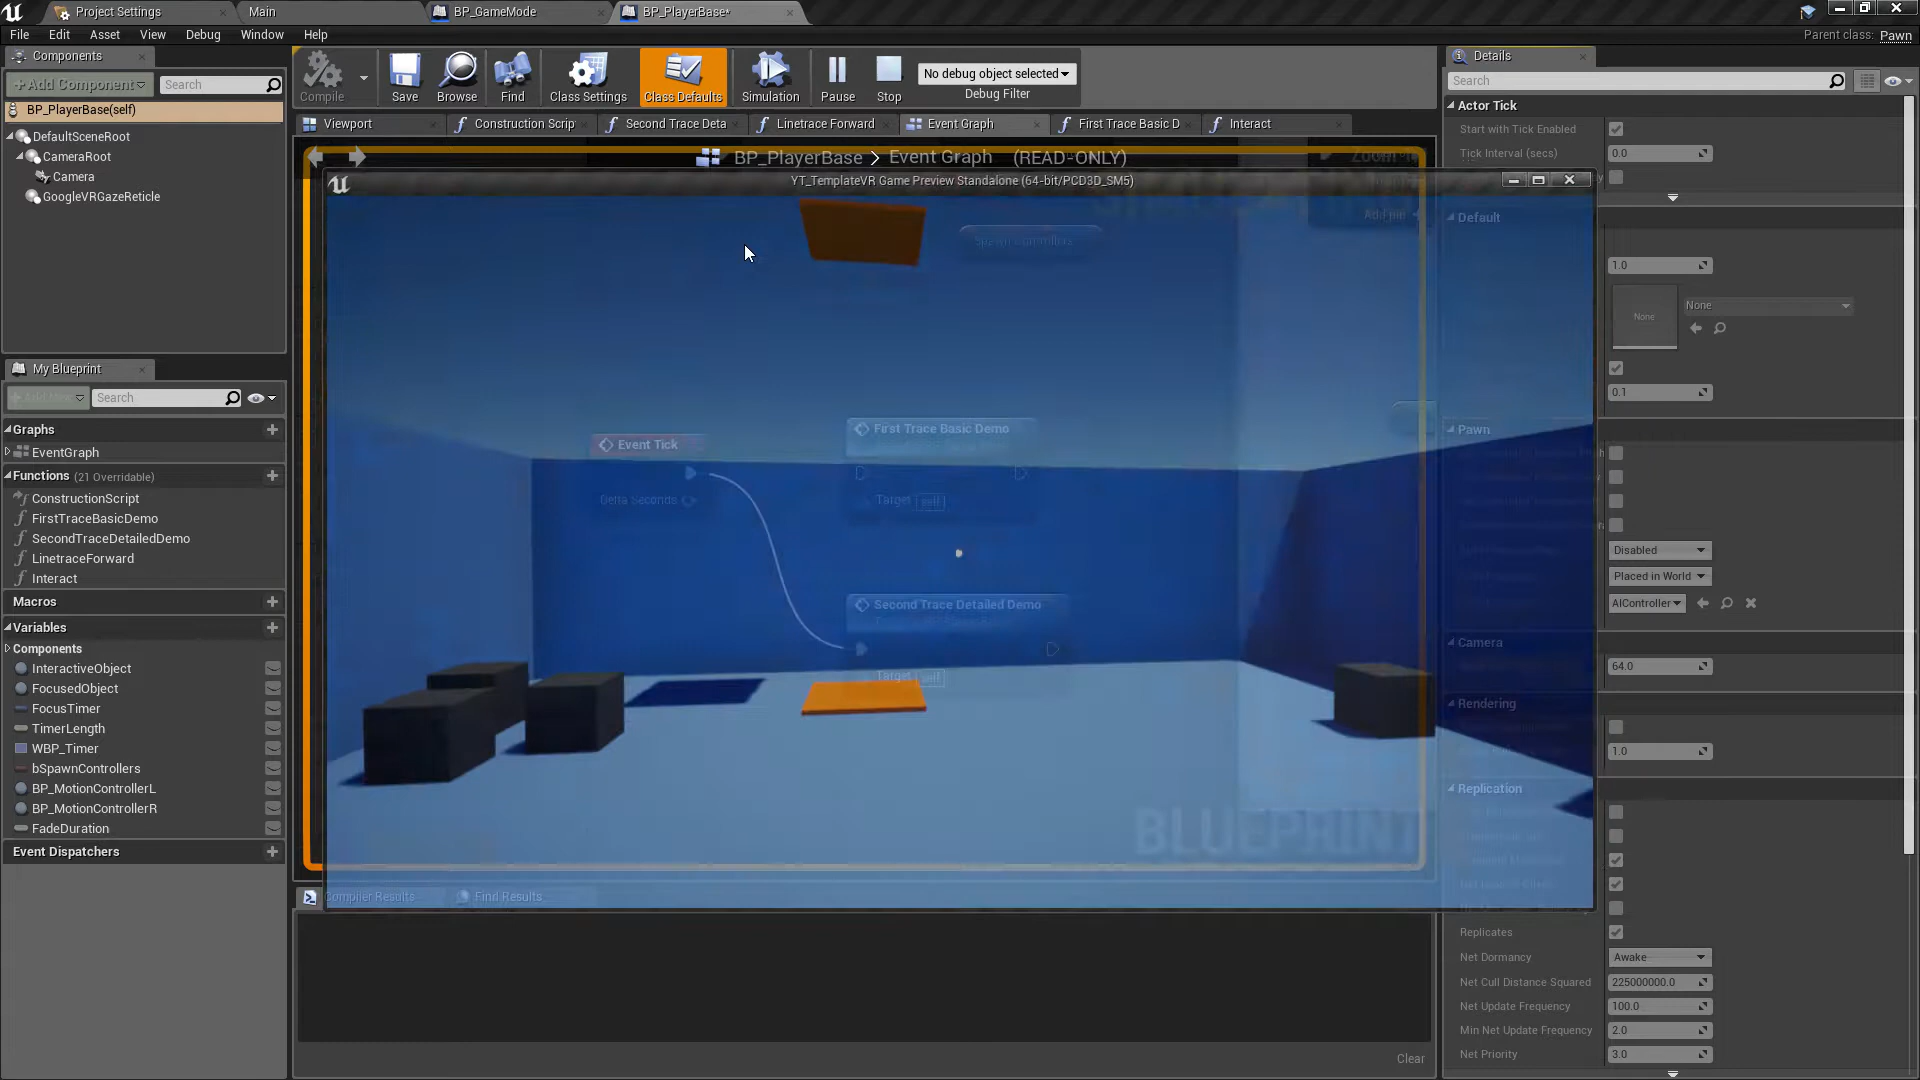 Project Settings
Main
BP_GameMode
BP_PlayerBase*
File Edit Asset View Debug Window Help
Parent class: Pawn
Components
+Add Component
Search
BP_PlayerBase(self)
DefaultSceneRoot
CameraRoot
Camera
GoogleVRGazeReticle
My Blueprint
Search
Graphs
EventGraph
Functions (21 Overridable)
ConstructionScript
FirstTraceBasicDemo
SecondTraceDetailedDemo
LinetraceForward
Interact
Macros
Variables
Components
InteractiveObject
FocusedObject
FocusTimer
TimerLength
WBP_Timer
bSpawnControllers
BP_MotionControllerL
BP_MotionControllerR
FadeDuration
Event Dispatchers
Compile
Save
Browse
Find
Class Settings
Class Defaults
Simulation
Pause
Stop
No debug object selected
Debug Filter
Viewport
Construction Scrip
Second Trace Deta
Linetrace Forward
Event Graph
First Trace Basic D
Interact
BP_PlayerBase > Event Graph (READ-ONLY)
YT_TemplateVR Game Preview Standalone (64-bit/PCD3D_SM5)
Add pin +
Spawn Controllers
Event Tick
Delta Seconds
First Trace Basic Demo
Target self
Second Trace Detailed Demo
Target self
BLUEPRINT
Compiler Results
Find Results
Clear
Details
Search
Actor Tick
Start with Tick Enabled
Tick Interval (secs)
0.0
Default
1.0
None
None
0.1
Pawn
Disabled
Placed in World
AIController
Camera
64.0
Rendering
1.0
Replication
Replicates
Net Dormancy
Awake
Net Cull Distance Squared
225000000.0
Net Update Frequency
100.0
Min Net Update Frequency
2.0
Net Priority
3.0